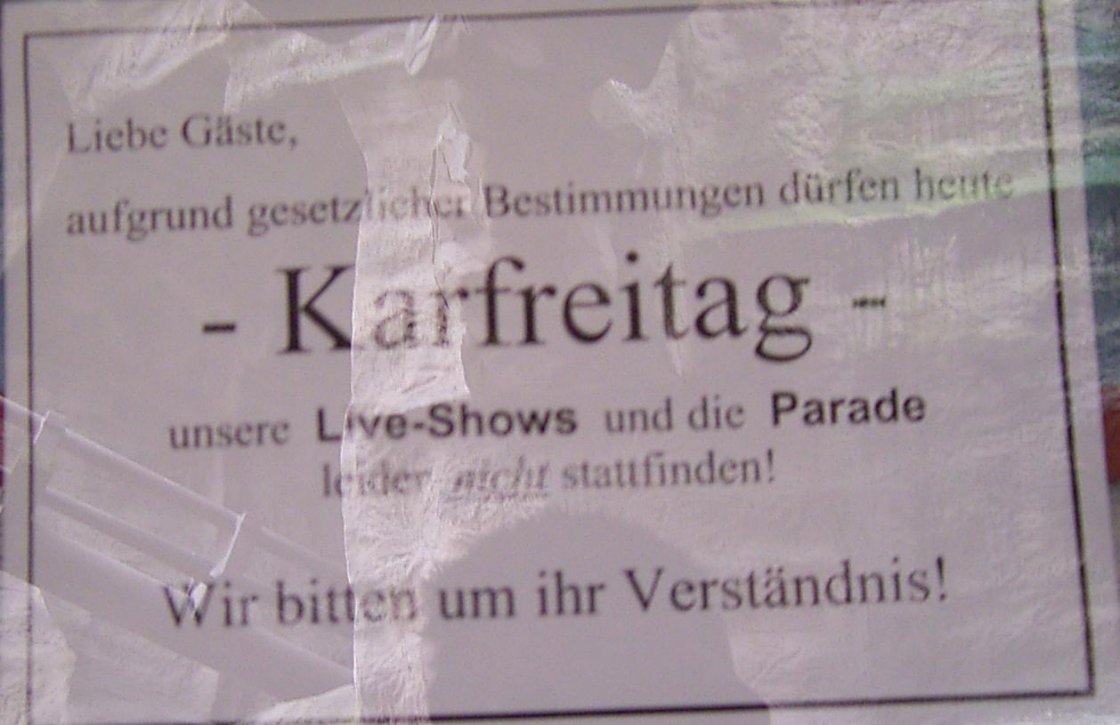 Liebe Gäste,
aufgrund gesetzlicher Bestimmungen dürfen heute
- Karfreitag -
unsere Live-Shows und die Parade
leider nicht stattfinden!
Wir bitten um ihr Verständnis!